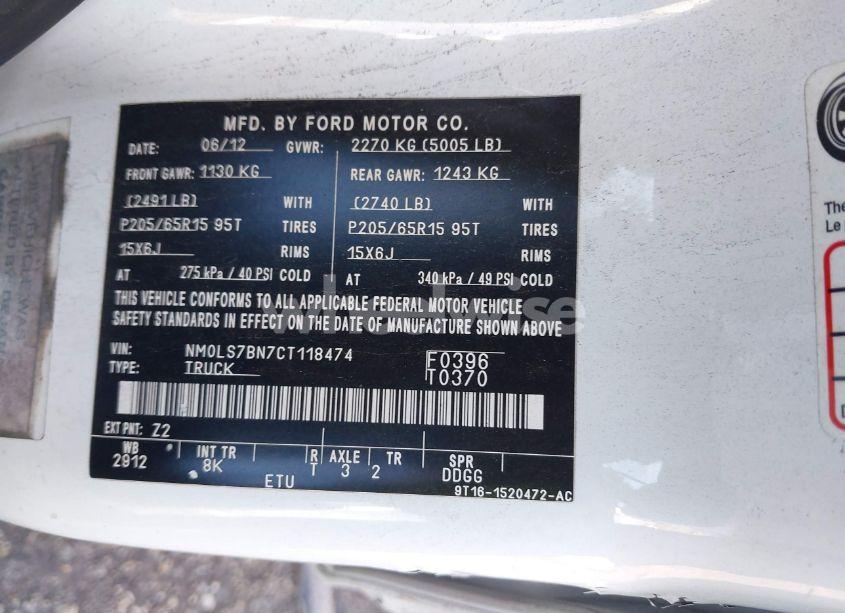 MFD. BY FORD MOTOR CO.
DATE: 06/12 GVWR: 2270 KG (5005 LB)
FRONT GAWR: 1130 KG REAR GAWR: 1243 KG
(2491 LB) WITH (2740 LB) WITH
P205/65R15 95T TIRES P205/65R15 95T TIRES
15X6J RIMS 15X6J RIMS
AT 275 kPa / 40 PSI COLD AT 340 kPa / 49 PSI COLD
THIS VEHICLE CONFORMS TO ALL APPLICABLE FEDERAL MOTOR VEHICLE
SAFETY STANDARDS IN EFFECT ON THE DATE OF MANUFACTURE SHOWN ABOVE
VIN: NM0LS7BN7CT118474 F0396
TYPE: TRUCK T0370
EXT PNT: Z2
WB INT TR R AXLE TR SPR
2912 8K T 3 2 DDGG
ETU 9T16-1520472-AC
The
Le
D